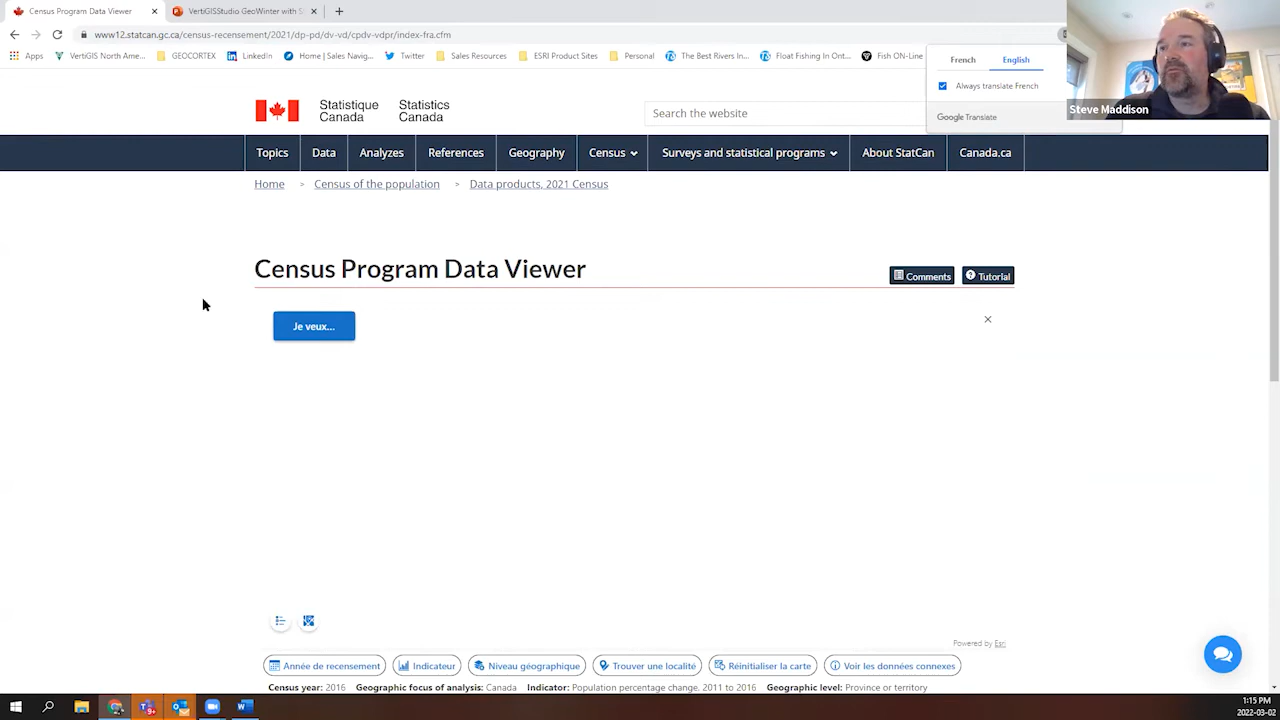 Census Program Data Viewer
VertiGISStudio GeoWinter with S
www12.statcan.gc.ca/census-recensement/2021/dp-pd/dv-vd/cpdv-vdpr/index-fra.cfm
Apps
VertiGIS North Ame...
GEOCORTEX
LinkedIn
Home | Sales Navig...
Twitter
Sales Resources
ESRI Product Sites
Personal
The Best Rivers In...
Float Fishing In Ont...
Fish ON-Line
French
English
Always translate French
Google Translate
Steve Maddison
Statistique
Canada
Statistics
Canada
Search the website
Topics
Data
Analyzes
References
Geography
Census
Surveys and statistical programs
About StatCan
Canada.ca
Home > Census of the population > Data products, 2021 Census
Census Program Data Viewer
Comments
Tutorial
Je veux...
Powered by Esri
Année de recensement
Indicateur
Niveau géographique
Trouver une localité
Réinitialiser la carte
Voir les données connexes
Census year: 2016 Geographic focus of analysis: Canada Indicator: Population percentage change, 2011 to 2016 Geographic level: Province or territory
1:15 PM
2022-03-02